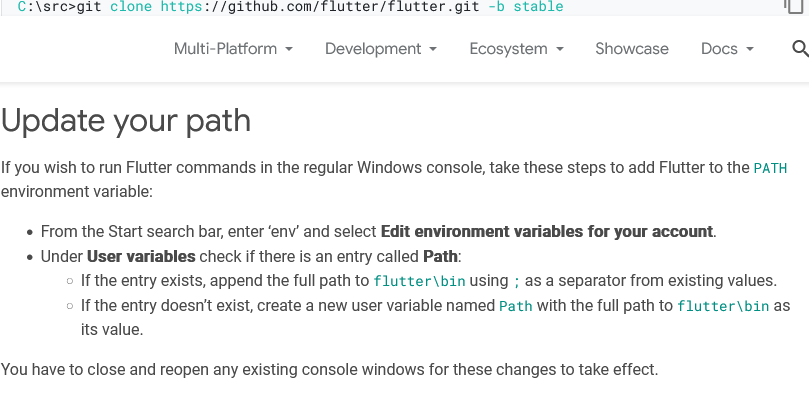 C:\src>git clone https://github.com/flutter/flutter.git -b stable
Multi-Platform Development Ecosystem Showcase Docs
Update your path
If you wish to run Flutter commands in the regular Windows console, take these steps to add Flutter to the PATH
environment variable:
• From the Start search bar, enter ‘env’ and select Edit environment variables for your account.
• Under User variables check if there is an entry called Path:
○ If the entry exists, append the full path to flutter\bin using ; as a separator from existing values.
○ If the entry doesn’t exist, create a new user variable named Path with the full path to flutter\bin as
its value.
You have to close and reopen any existing console windows for these changes to take effect.